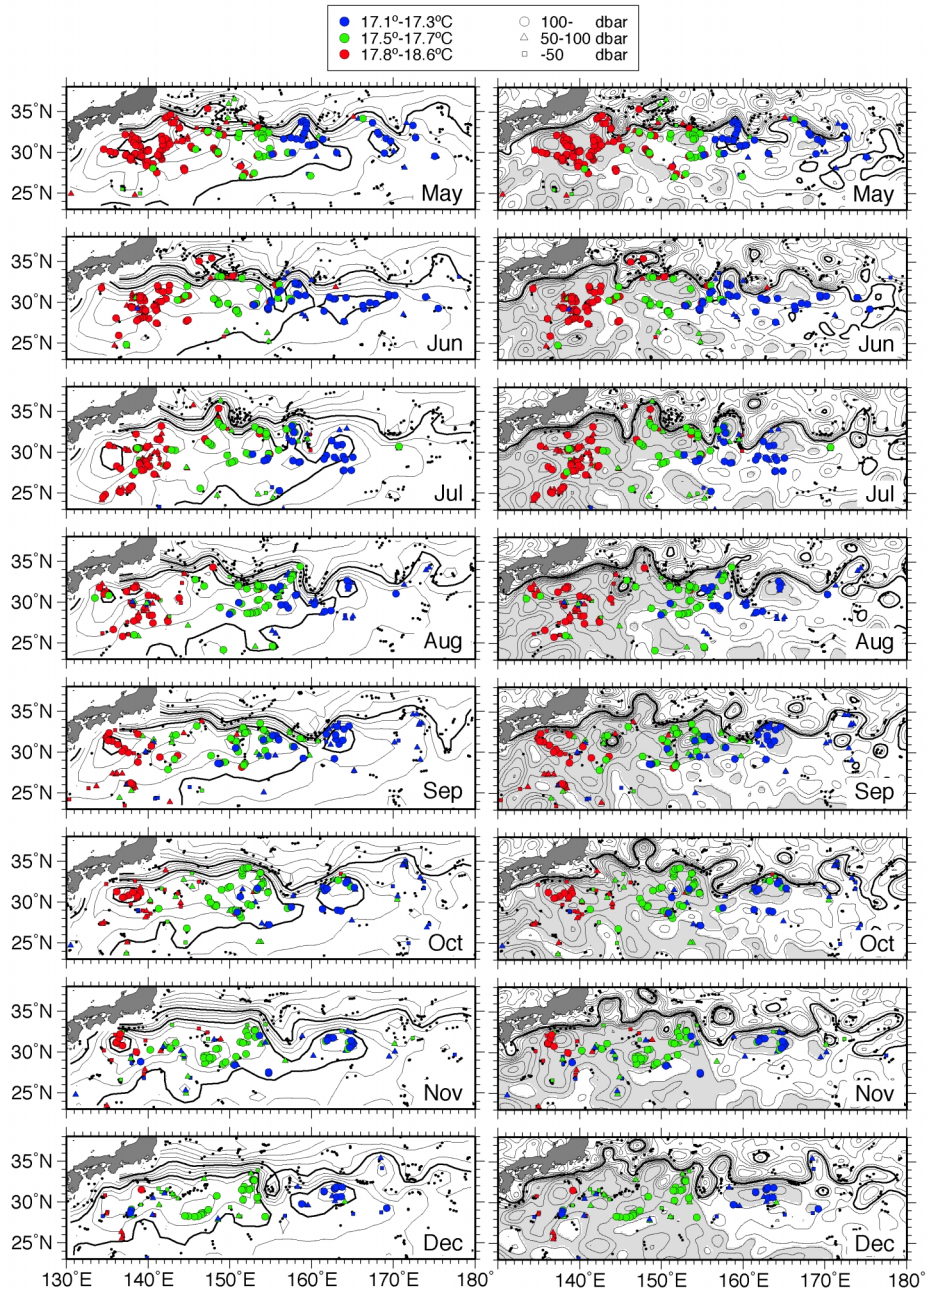 17.1º-17.3ºC 100- dbar
17.5º-17.7ºC 50-100 dbar
17.8º-18.6ºC -50 dbar
35˚N
30˚N
25˚N
May
May
35˚N
30˚N
25˚N
Jun
Jun
35˚N
30˚N
25˚N
Jul
Jul
35˚N
30˚N
25˚N
Aug
Aug
35˚N
30˚N
25˚N
Sep
Sep
35˚N
30˚N
25˚N
Oct
Oct
35˚N
30˚N
25˚N
Nov
Nov
35˚N
30˚N
25˚N
Dec
Dec
130˚E 140˚E 150˚E 160˚E 170˚E 180˚ 140˚E 150˚E 160˚E 170˚E 180˚